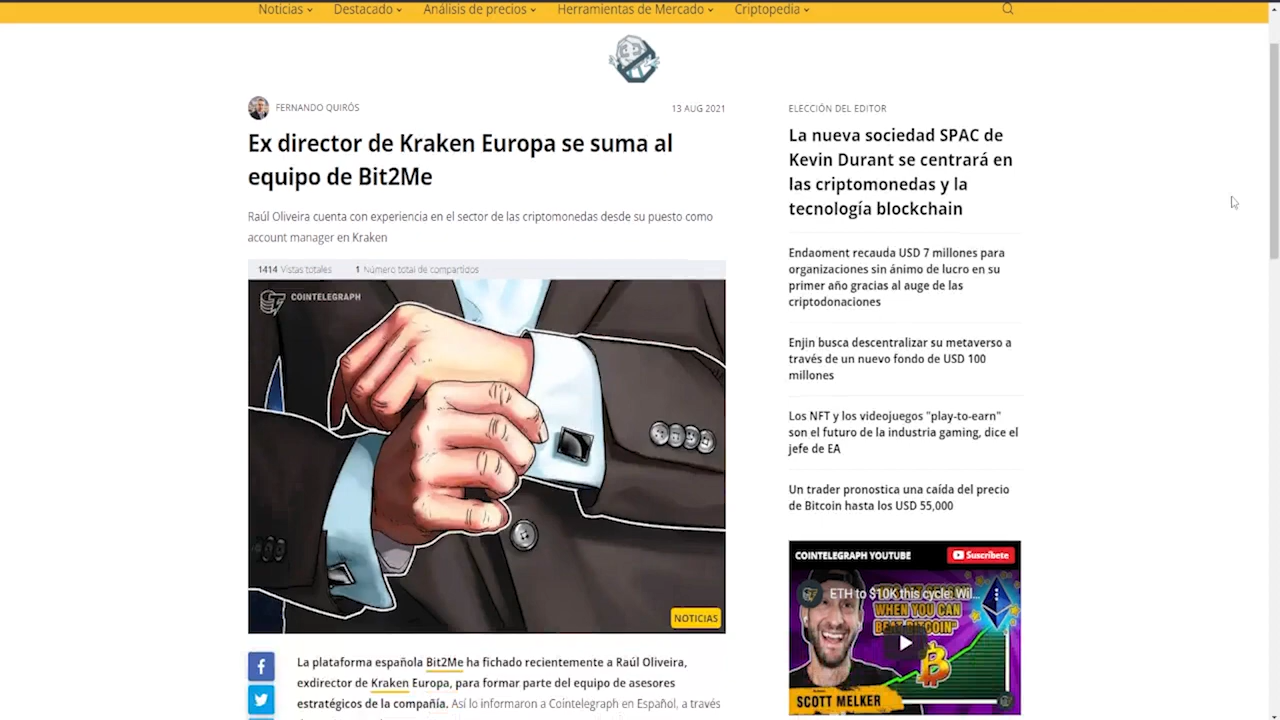 Noticias
Destacado
Análisis de precios
Herramientas de Mercado
Criptopedia
FERNANDO QUIRÓS
13 AUG 2021
Ex director de Kraken Europa se suma al
equipo de Bit2Me
Raúl Oliveira cuenta con experiencia en el sector de las criptomonedas desde su puesto como
account manager en Kraken
1414 Vistas totales
1 Número total de compartidos
COINTELEGRAPH
NOTICIAS
La plataforma española Bit2Me ha fichado recientemente a Raúl Oliveira,
exdirector de Kraken Europa, para formar parte del equipo de asesores
estratégicos de la compañía. Así lo informaron a Cointelegraph en Español, a través
ELECCIÓN DEL EDITOR
La nueva sociedad SPAC de
Kevin Durant se centrará en
las criptomonedas y la
tecnología blockchain
Endaoment recauda USD 7 millones para
organizaciones sin ánimo de lucro en su
primer año gracias al auge de las
criptodonaciones
Enjin busca descentralizar su metaverso a
través de un nuevo fondo de USD 100
millones
Los NFT y los videojuegos "play-to-earn"
son el futuro de la industria gaming, dice el
jefe de EA
Un trader pronostica una caída del precio
de Bitcoin hasta los USD 55,000
COINTELEGRAPH YOUTUBE
Suscríbete
ETH to $10K this cycle. Wil...
WHEN YOU CAN
BEAT BITCOIN"
SCOTT MELKER